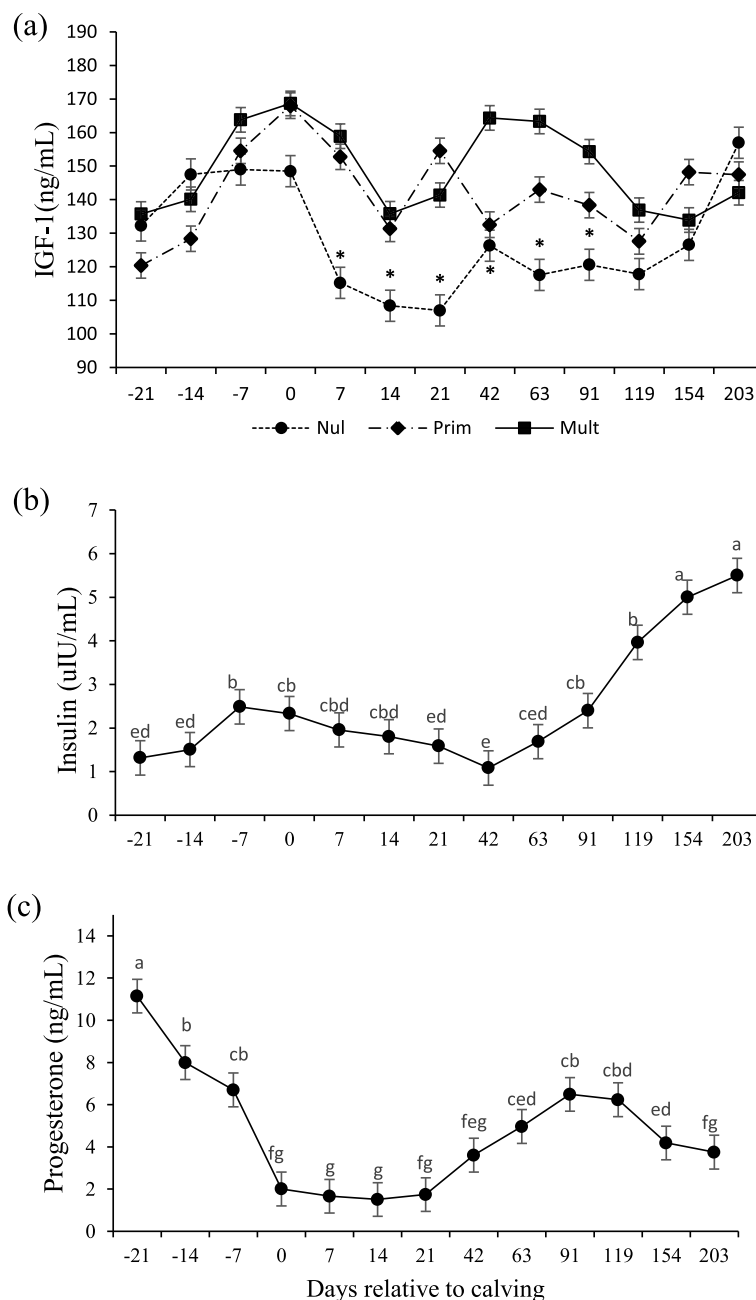 (a)
IGF-1(ng/mL)
190
180
170
160
150
140
130
120
110
100
90
* * * * * *
-21 -14 -7 0 7 14 21 42 63 91 119 154 203
Nul Prim Mult
(b)
Insulin (uIU/mL)
7
6
5
4
3
2
1
0
ed ed b cb cbd cbd ed e ced cb b a a
-21 -14 -7 0 7 14 21 42 63 91 119 154 203
(c)
Progesterone (ng/mL)
14
12
10
8
6
4
2
0
a b cb fg g g fg feg ced cb cbd ed fg
-21 -14 -7 0 7 14 21 42 63 91 119 154 203
Days relative to calving